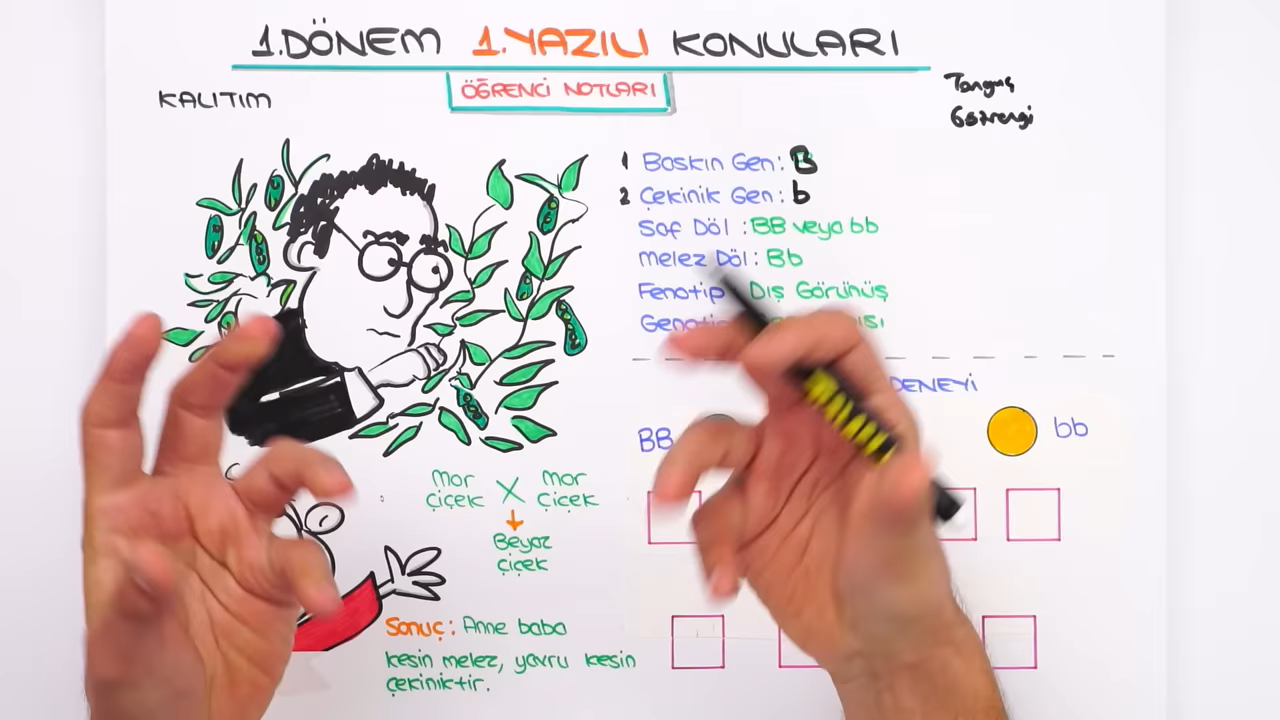 1.DÖNEM 1.YAZILI KONULARI
ÖĞRENCİ NOTLARI
KALITIM
1 Baskın Gen: B
2 Çekinik Gen: b
Saf Döl : BB veya bb
Melez Döl: Bb
Fenotip Dış Görünüş
DENEYİ
BB
bb
Mor çiçek X Mor çiçek
Beyaz
çiçek
Sonuç: Anne baba
kesin melez, yavru kesin
çekiniktir.